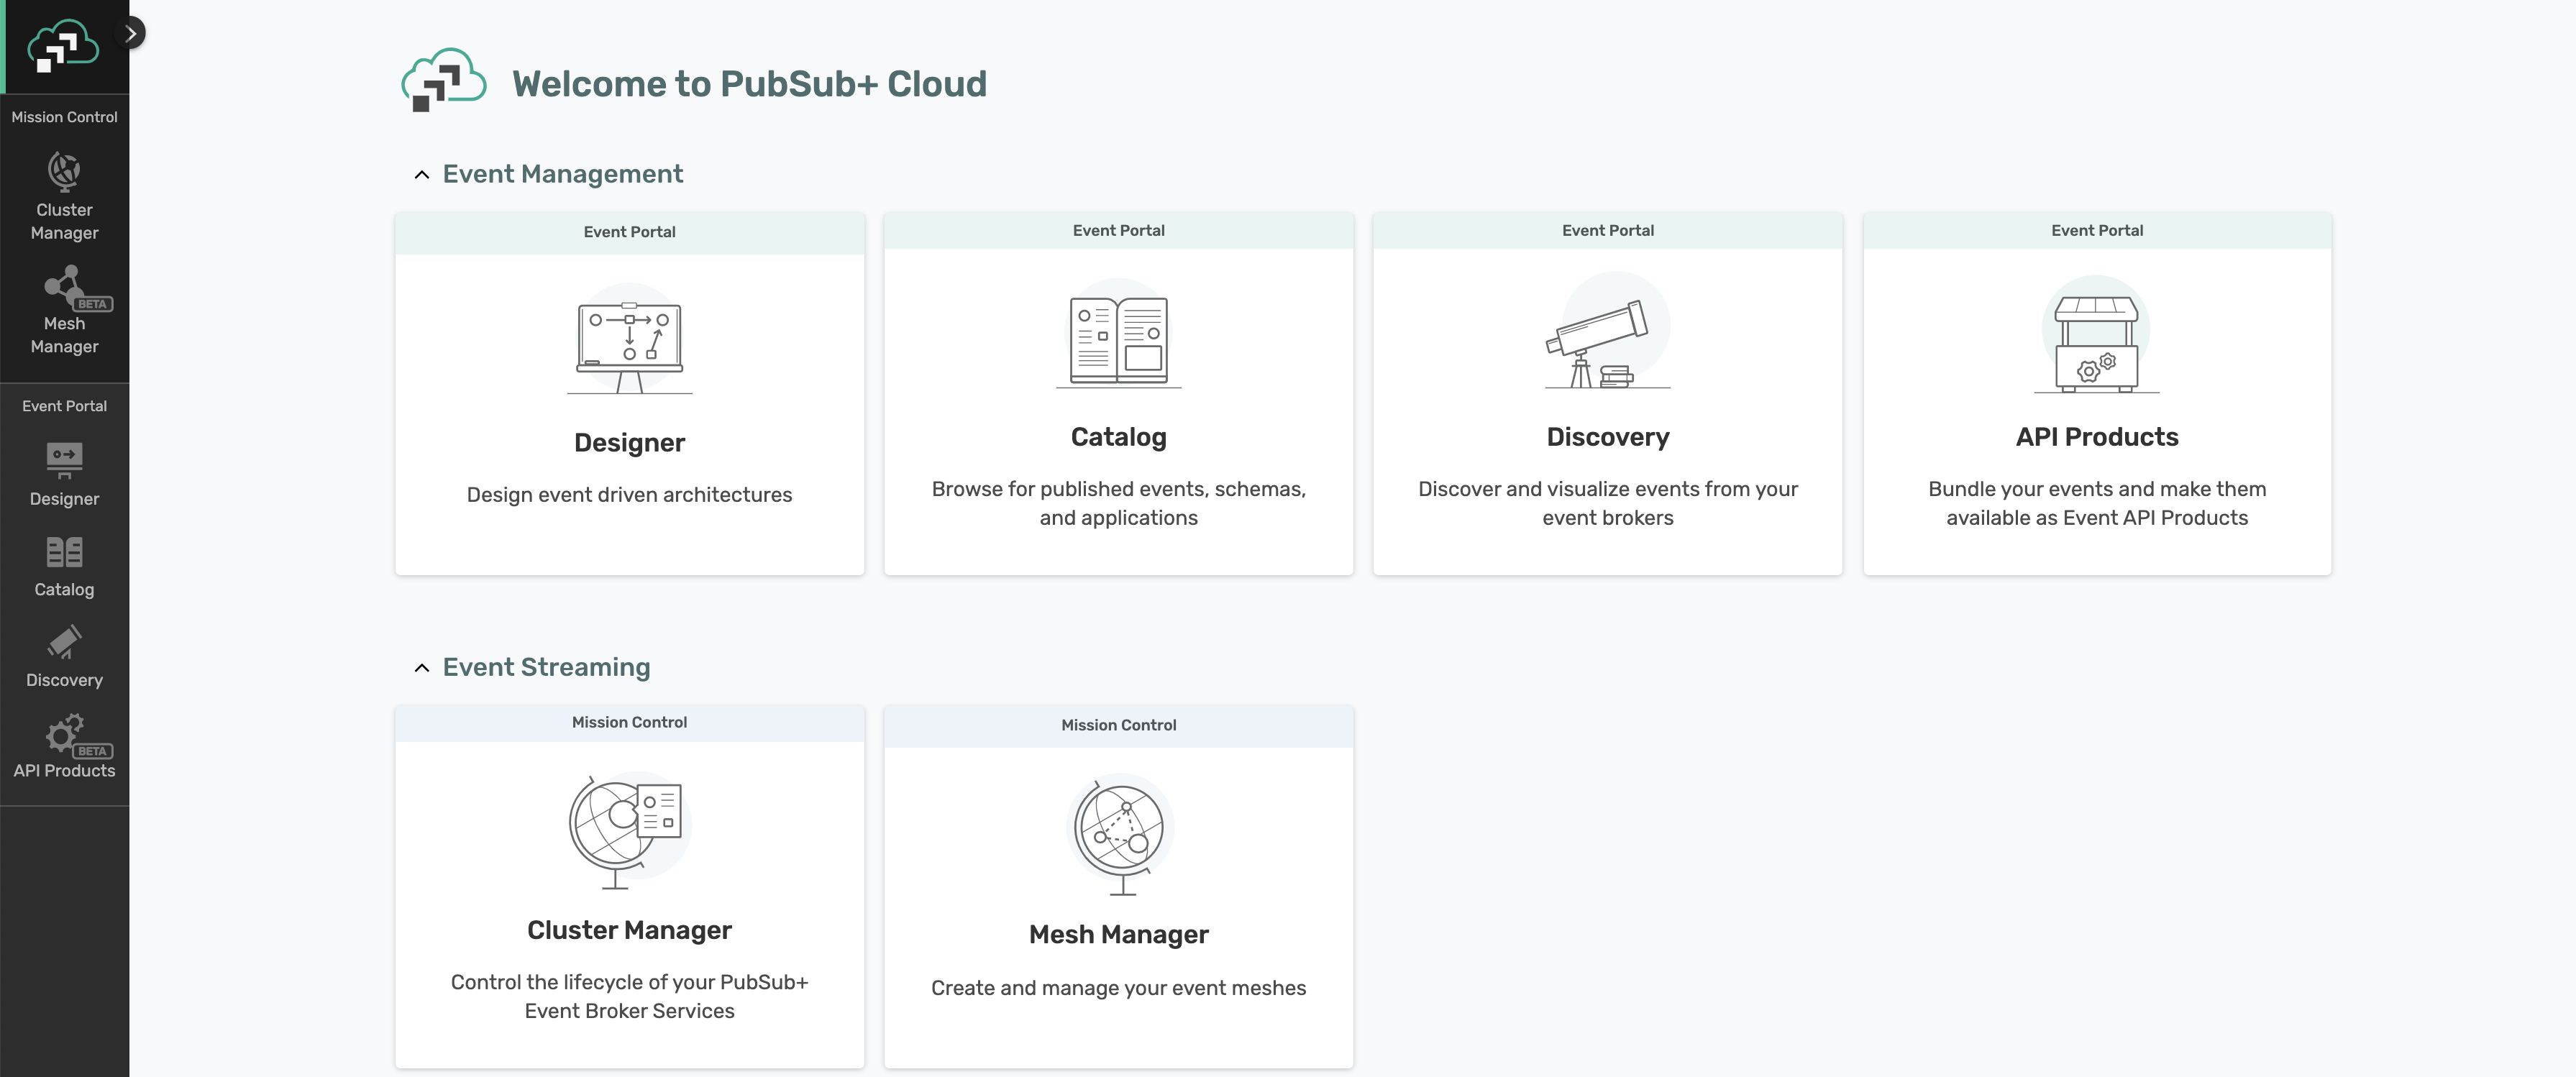 Mission Control
Cluster
Manager
BETA
Mesh
Manager
Event Portal
Designer
Catalog
Discovery
BETA
API Products
Welcome to PubSub+ Cloud
Event Management
Event Portal
Designer
Design event driven architectures
Event Portal
Catalog
Browse for published events, schemas,
and applications
Event Portal
Discovery
Discover and visualize events from your
event brokers
Event Portal
API Products
Bundle your events and make them
available as Event API Products
Event Streaming
Mission Control
Cluster Manager
Control the lifecycle of your PubSub+
Event Broker Services
Mission Control
Mesh Manager
Create and manage your event meshes